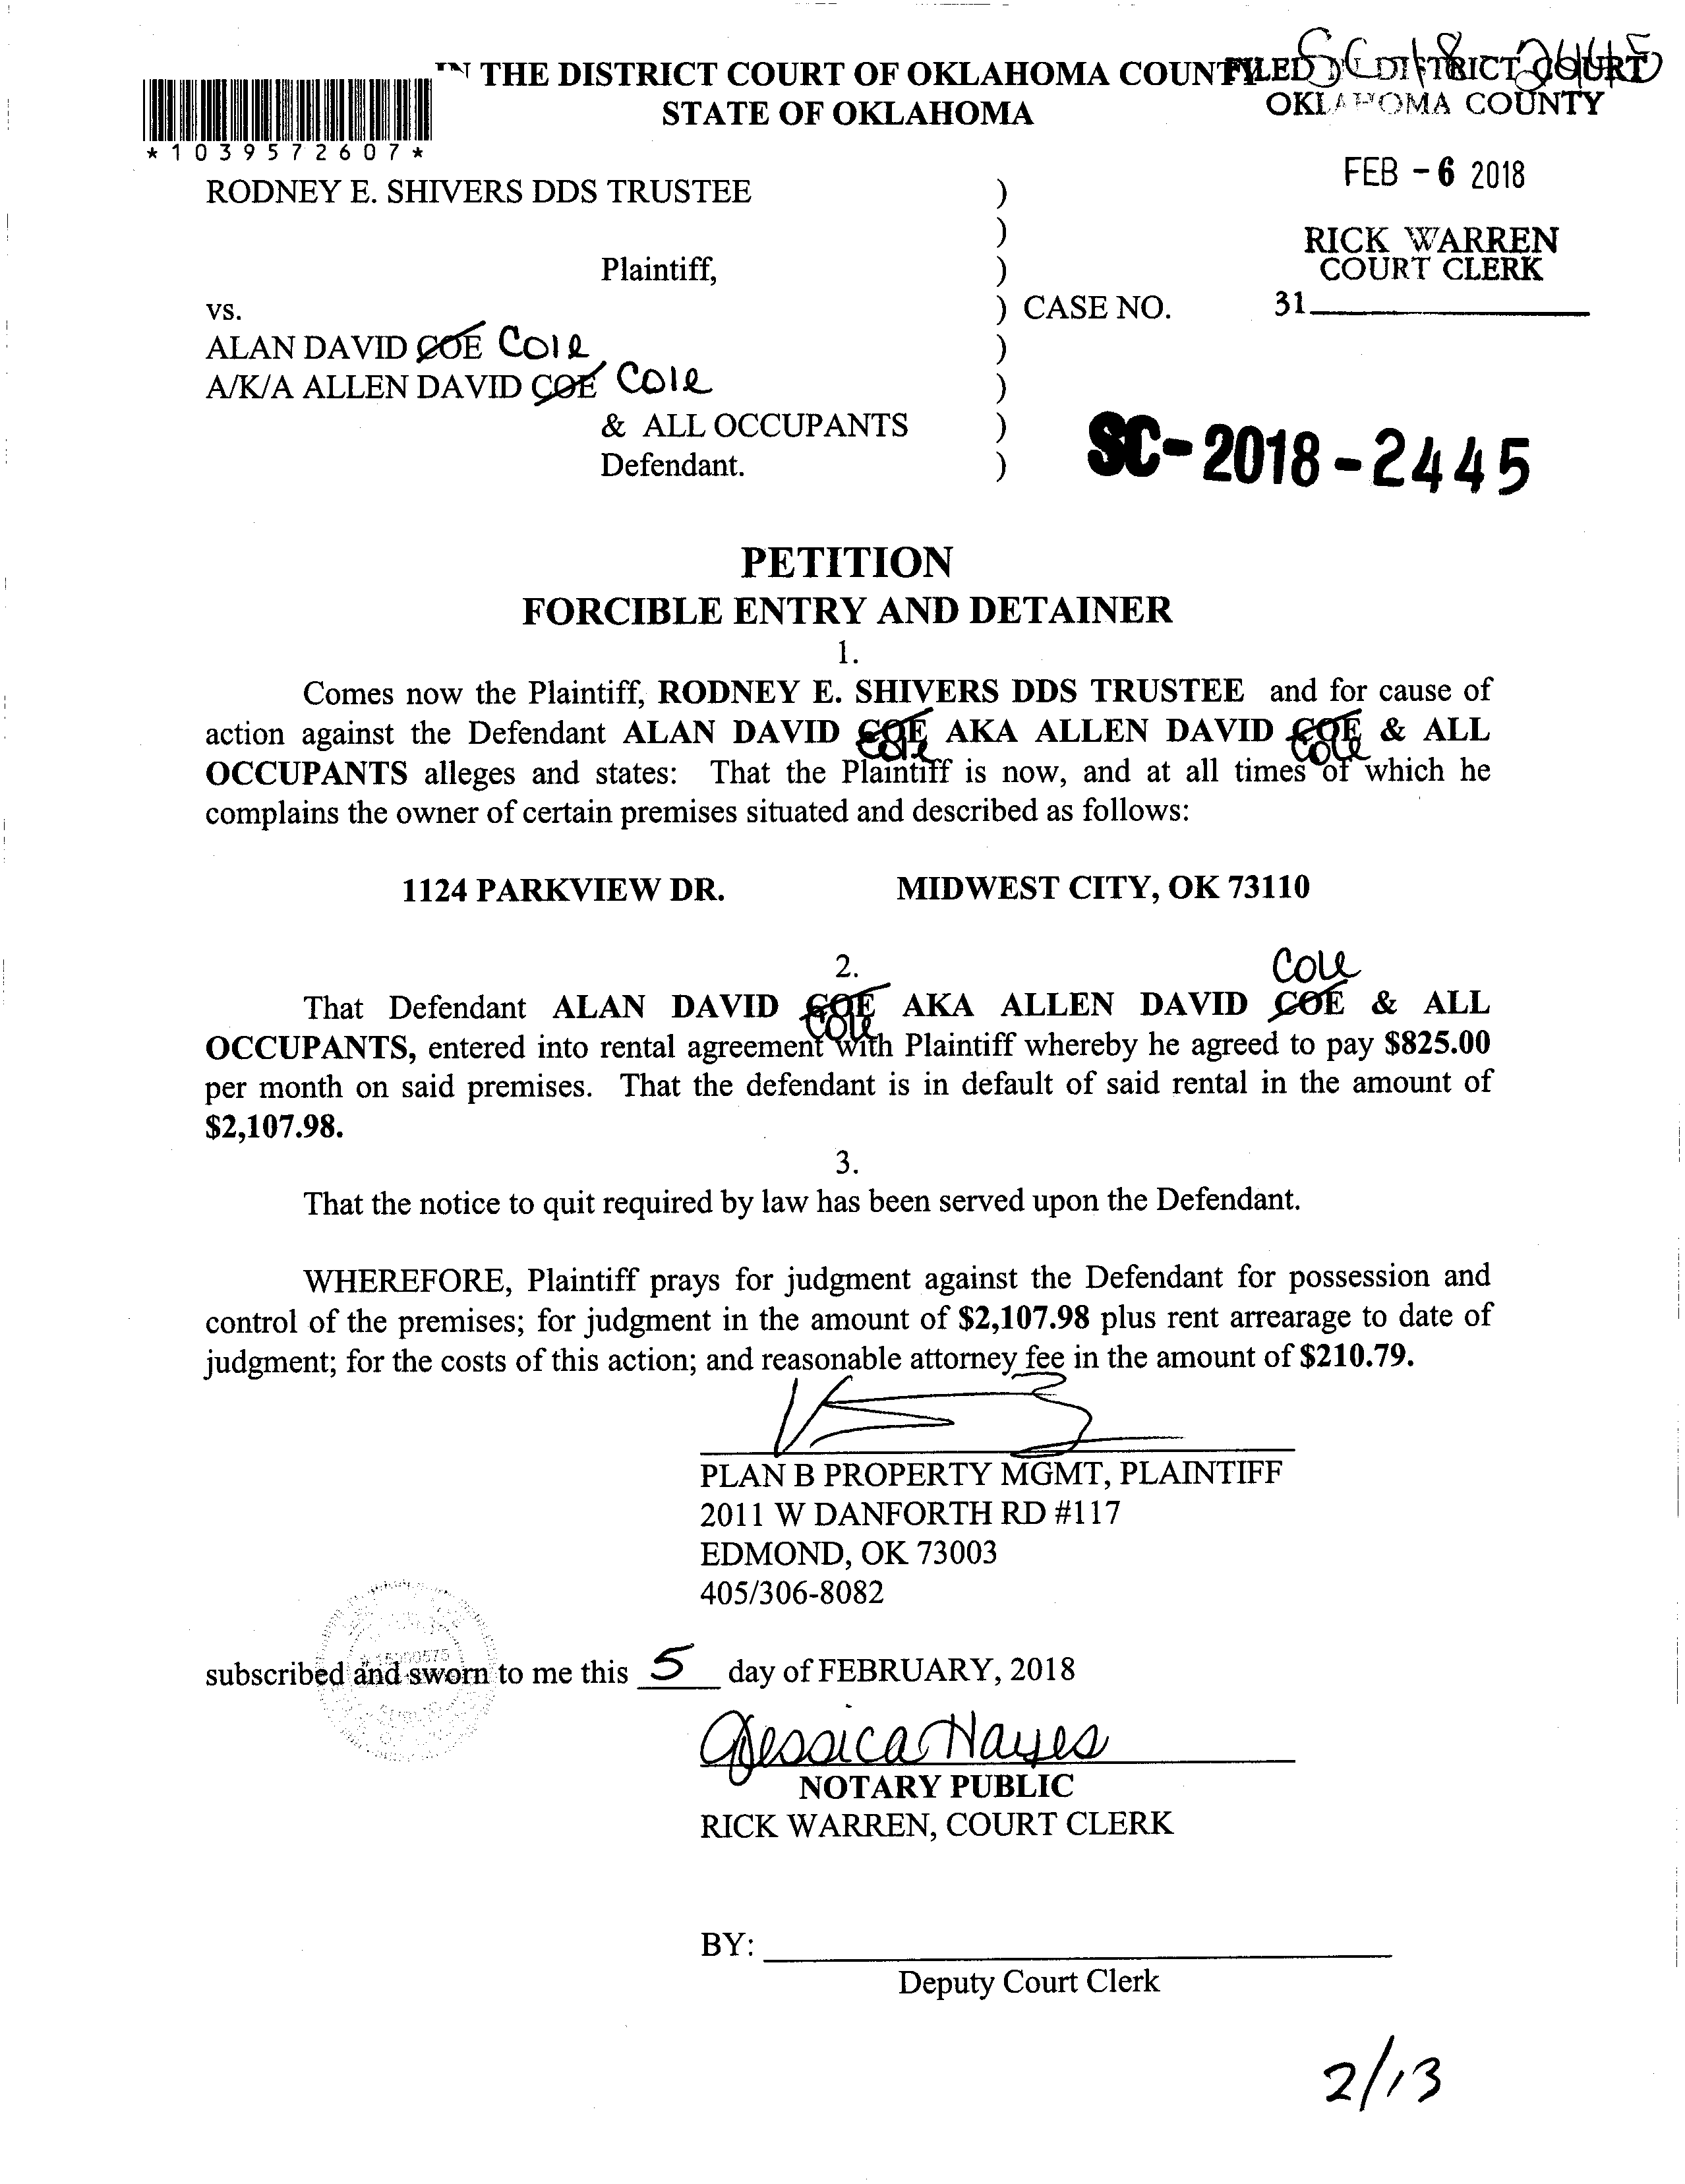 IN THE DISTRICT COURT OF OKLAHOMA COUNTY
STATE OF OKLAHOMA
SC-18-2445
FILED IN DISTRICT COURT
OKLAHOMA COUNTY
*1039572607*
FEB - 6 2018
RICK WARREN
COURT CLERK
31
RODNEY E. SHIVERS DDS TRUSTEE )
)
Plaintiff, )
vs. ) CASE NO.
ALAN DAVID COE Cole )
A/K/A ALLEN DAVID COE Cole )
& ALL OCCUPANTS )
Defendant. )
SC-2018-2445
PETITION
FORCIBLE ENTRY AND DETAINER
1.
Comes now the Plaintiff, RODNEY E. SHIVERS DDS TRUSTEE and for cause of
action against the Defendant ALAN DAVID COE Cole AKA ALLEN DAVID COE Cole & ALL
OCCUPANTS alleges and states: That the Plaintiff is now, and at all times of which he
complains the owner of certain premises situated and described as follows:
1124 PARKVIEW DR. MIDWEST CITY, OK 73110
2.
That Defendant ALAN DAVID COE Cole AKA ALLEN DAVID COE Cole & ALL
OCCUPANTS, entered into rental agreement with Plaintiff whereby he agreed to pay $825.00
per month on said premises. That the defendant is in default of said rental in the amount of
$2,107.98.
3.
That the notice to quit required by law has been served upon the Defendant.
WHEREFORE, Plaintiff prays for judgment against the Defendant for possession and
control of the premises; for judgment in the amount of $2,107.98 plus rent arrearage to date of
judgment; for the costs of this action; and reasonable attorney fee in the amount of $210.79.
PLAN B PROPERTY MGMT, PLAINTIFF
2011 W DANFORTH RD #117
EDMOND, OK 73003
405/306-8082
subscribed and sworn to me this 5 day of FEBRUARY, 2018
Jessica Hayes
NOTARY PUBLIC
RICK WARREN, COURT CLERK
BY:
Deputy Court Clerk
2/13